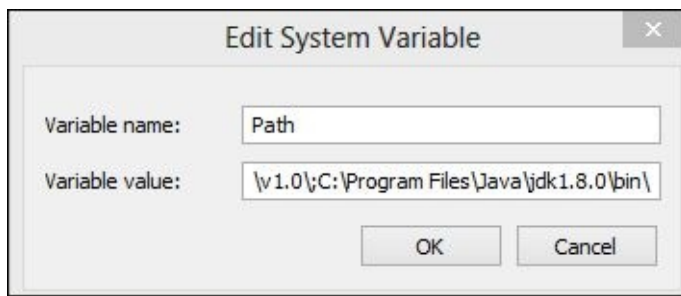 Edit System Variable
Variable name: Path
Variable value: \v1.0\;C:\Program Files\Java\jdk1.8.0\bin\
OK Cancel